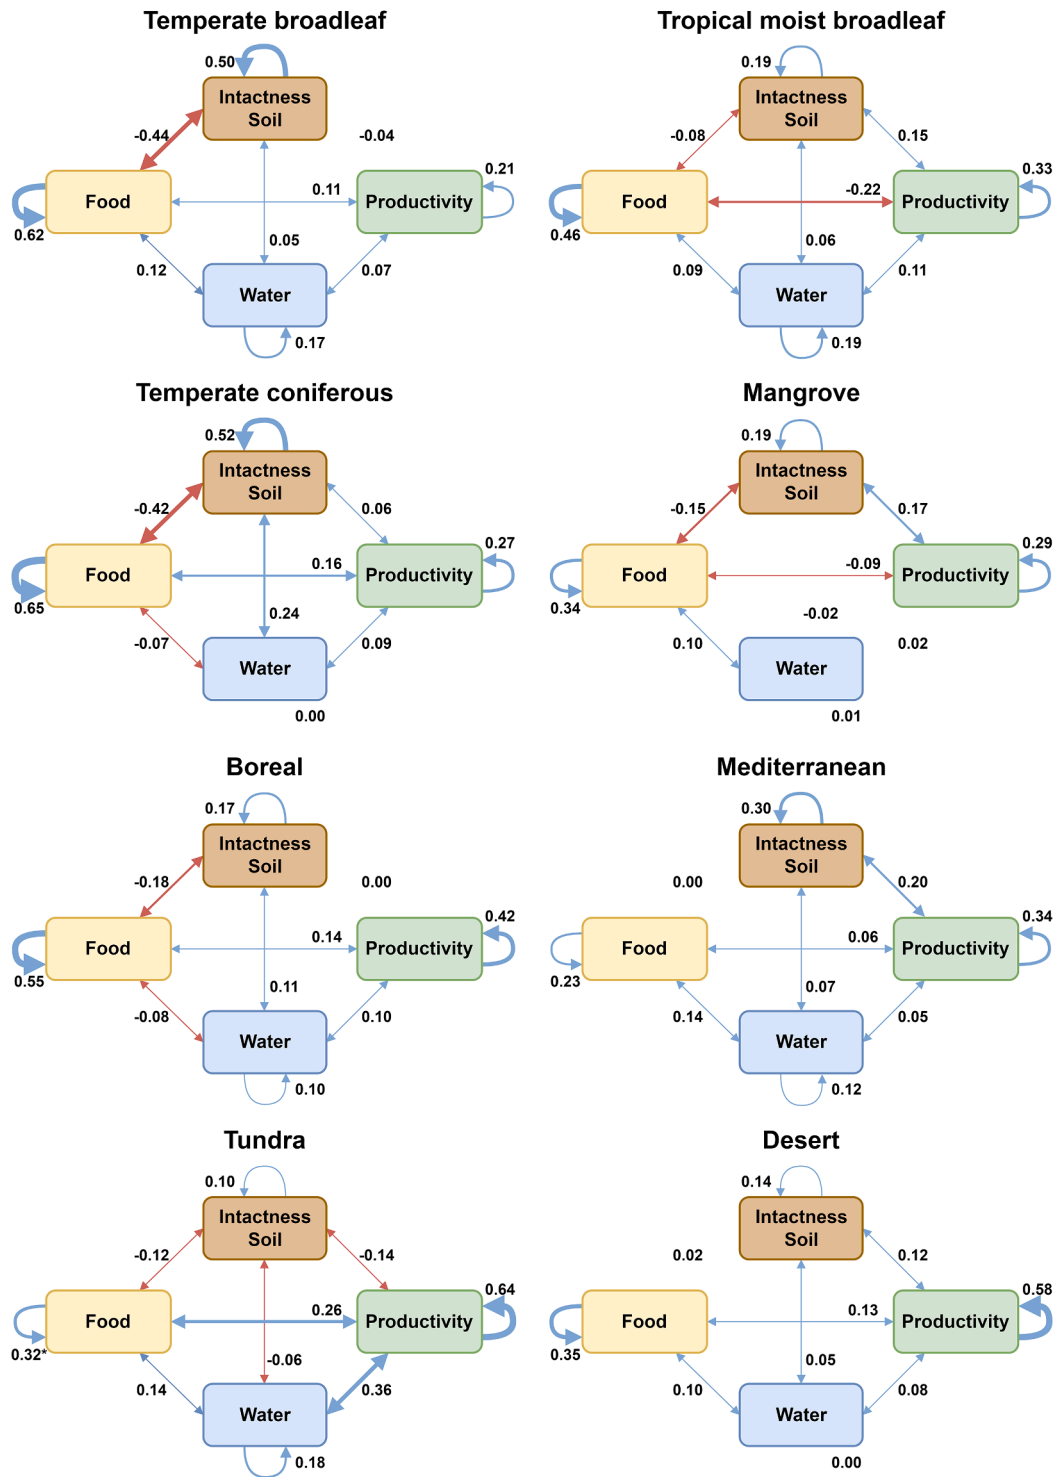 Temperate broadleaf
0.50
Intactness
Soil
-0.44
-0.04
0.21
Food
0.11
Productivity
0.62
0.05
0.12
0.07
Water
0.17
Tropical moist broadleaf
0.19
Intactness
Soil
-0.08
0.15
0.33
Food
-0.22
Productivity
0.46
0.06
0.09
0.11
Water
0.19
Temperate coniferous
0.52
Intactness
Soil
-0.42
0.06
0.27
Food
0.16
Productivity
0.65
0.24
-0.07
0.09
Water
0.00
Mangrove
0.19
Intactness
Soil
-0.15
0.17
0.29
Food
-0.09
Productivity
0.34
-0.02
0.10
0.02
Water
0.01
Boreal
0.17
Intactness
Soil
-0.18
0.00
0.42
Food
0.14
Productivity
0.55
0.11
-0.08
0.10
Water
0.10
Mediterranean
0.30
Intactness
Soil
0.00
0.20
0.34
Food
0.06
Productivity
0.23
0.07
0.14
0.05
Water
0.12
Tundra
0.10
Intactness
Soil
-0.12
-0.14
0.64
Food
0.26
Productivity
0.32*
-0.06
0.14
0.36
Water
0.18
Desert
0.14
Intactness
Soil
0.02
0.12
0.58
Food
0.13
Productivity
0.35
0.05
0.10
0.08
Water
0.00